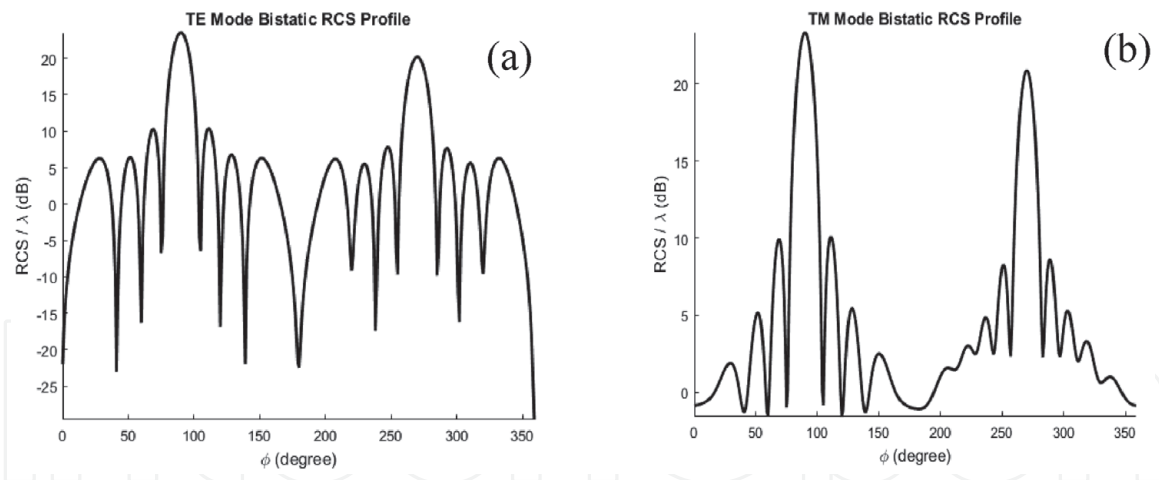 TE Mode Bistatic RCS Profile
(a)
RCS / λ (dB)
20
15
10
5
0
-5
-10
-15
-20
-25
0 50 100 150 200 250 300 350
ϕ (degree)
TM Mode Bistatic RCS Profile
(b)
RCS / λ (dB)
20
15
10
5
0
0 50 100 150 200 250 300 350
ϕ (degree)